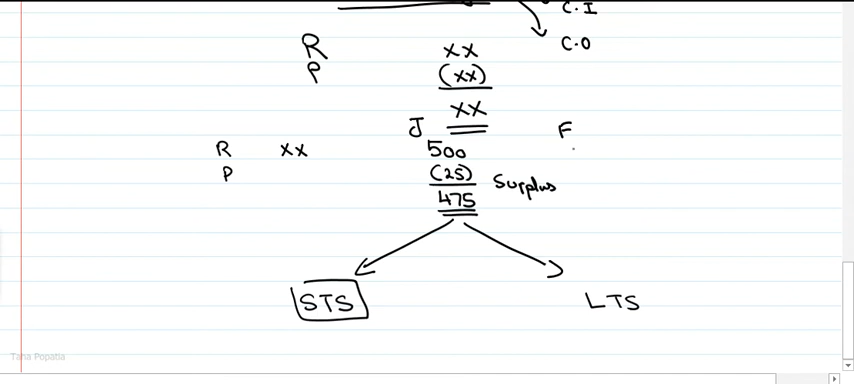 C.I
R xx C.O
P (xx)
xx
J F
R xx 500
P (25) Surplus
475
STS LTS
Taha Popatia